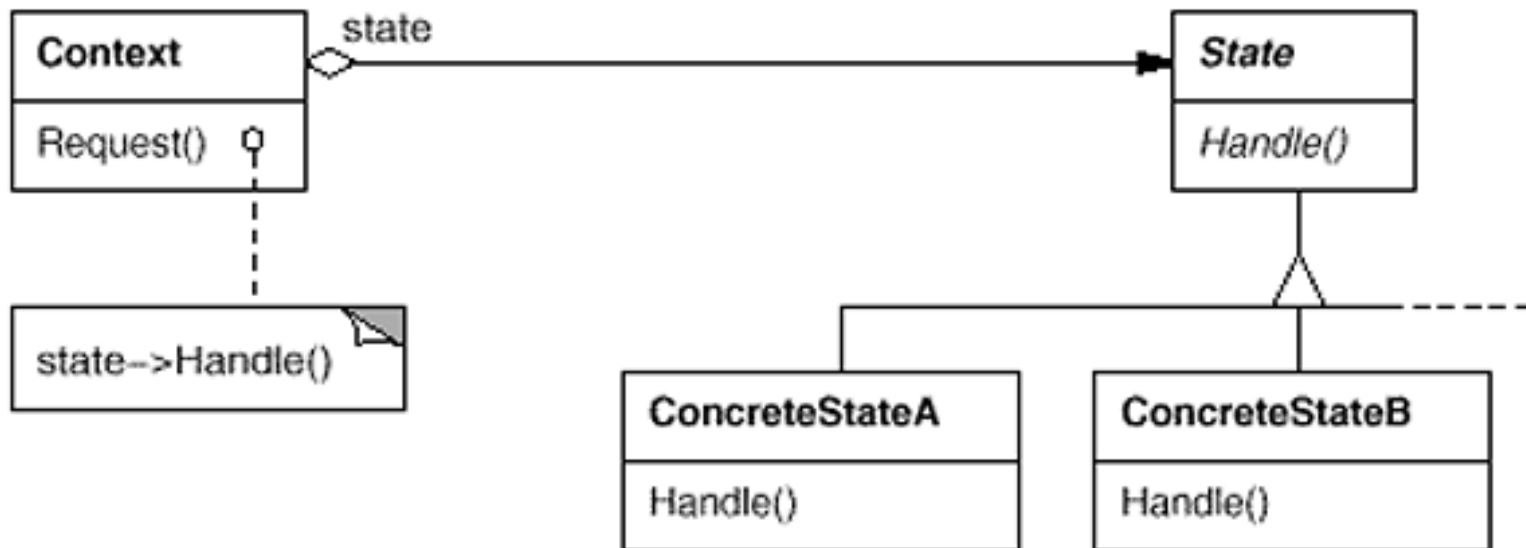 state
Context
State
Request()
Handle()
state-->Handle()
ConcreteStateA
ConcreteStateB
Handle()
Handle()